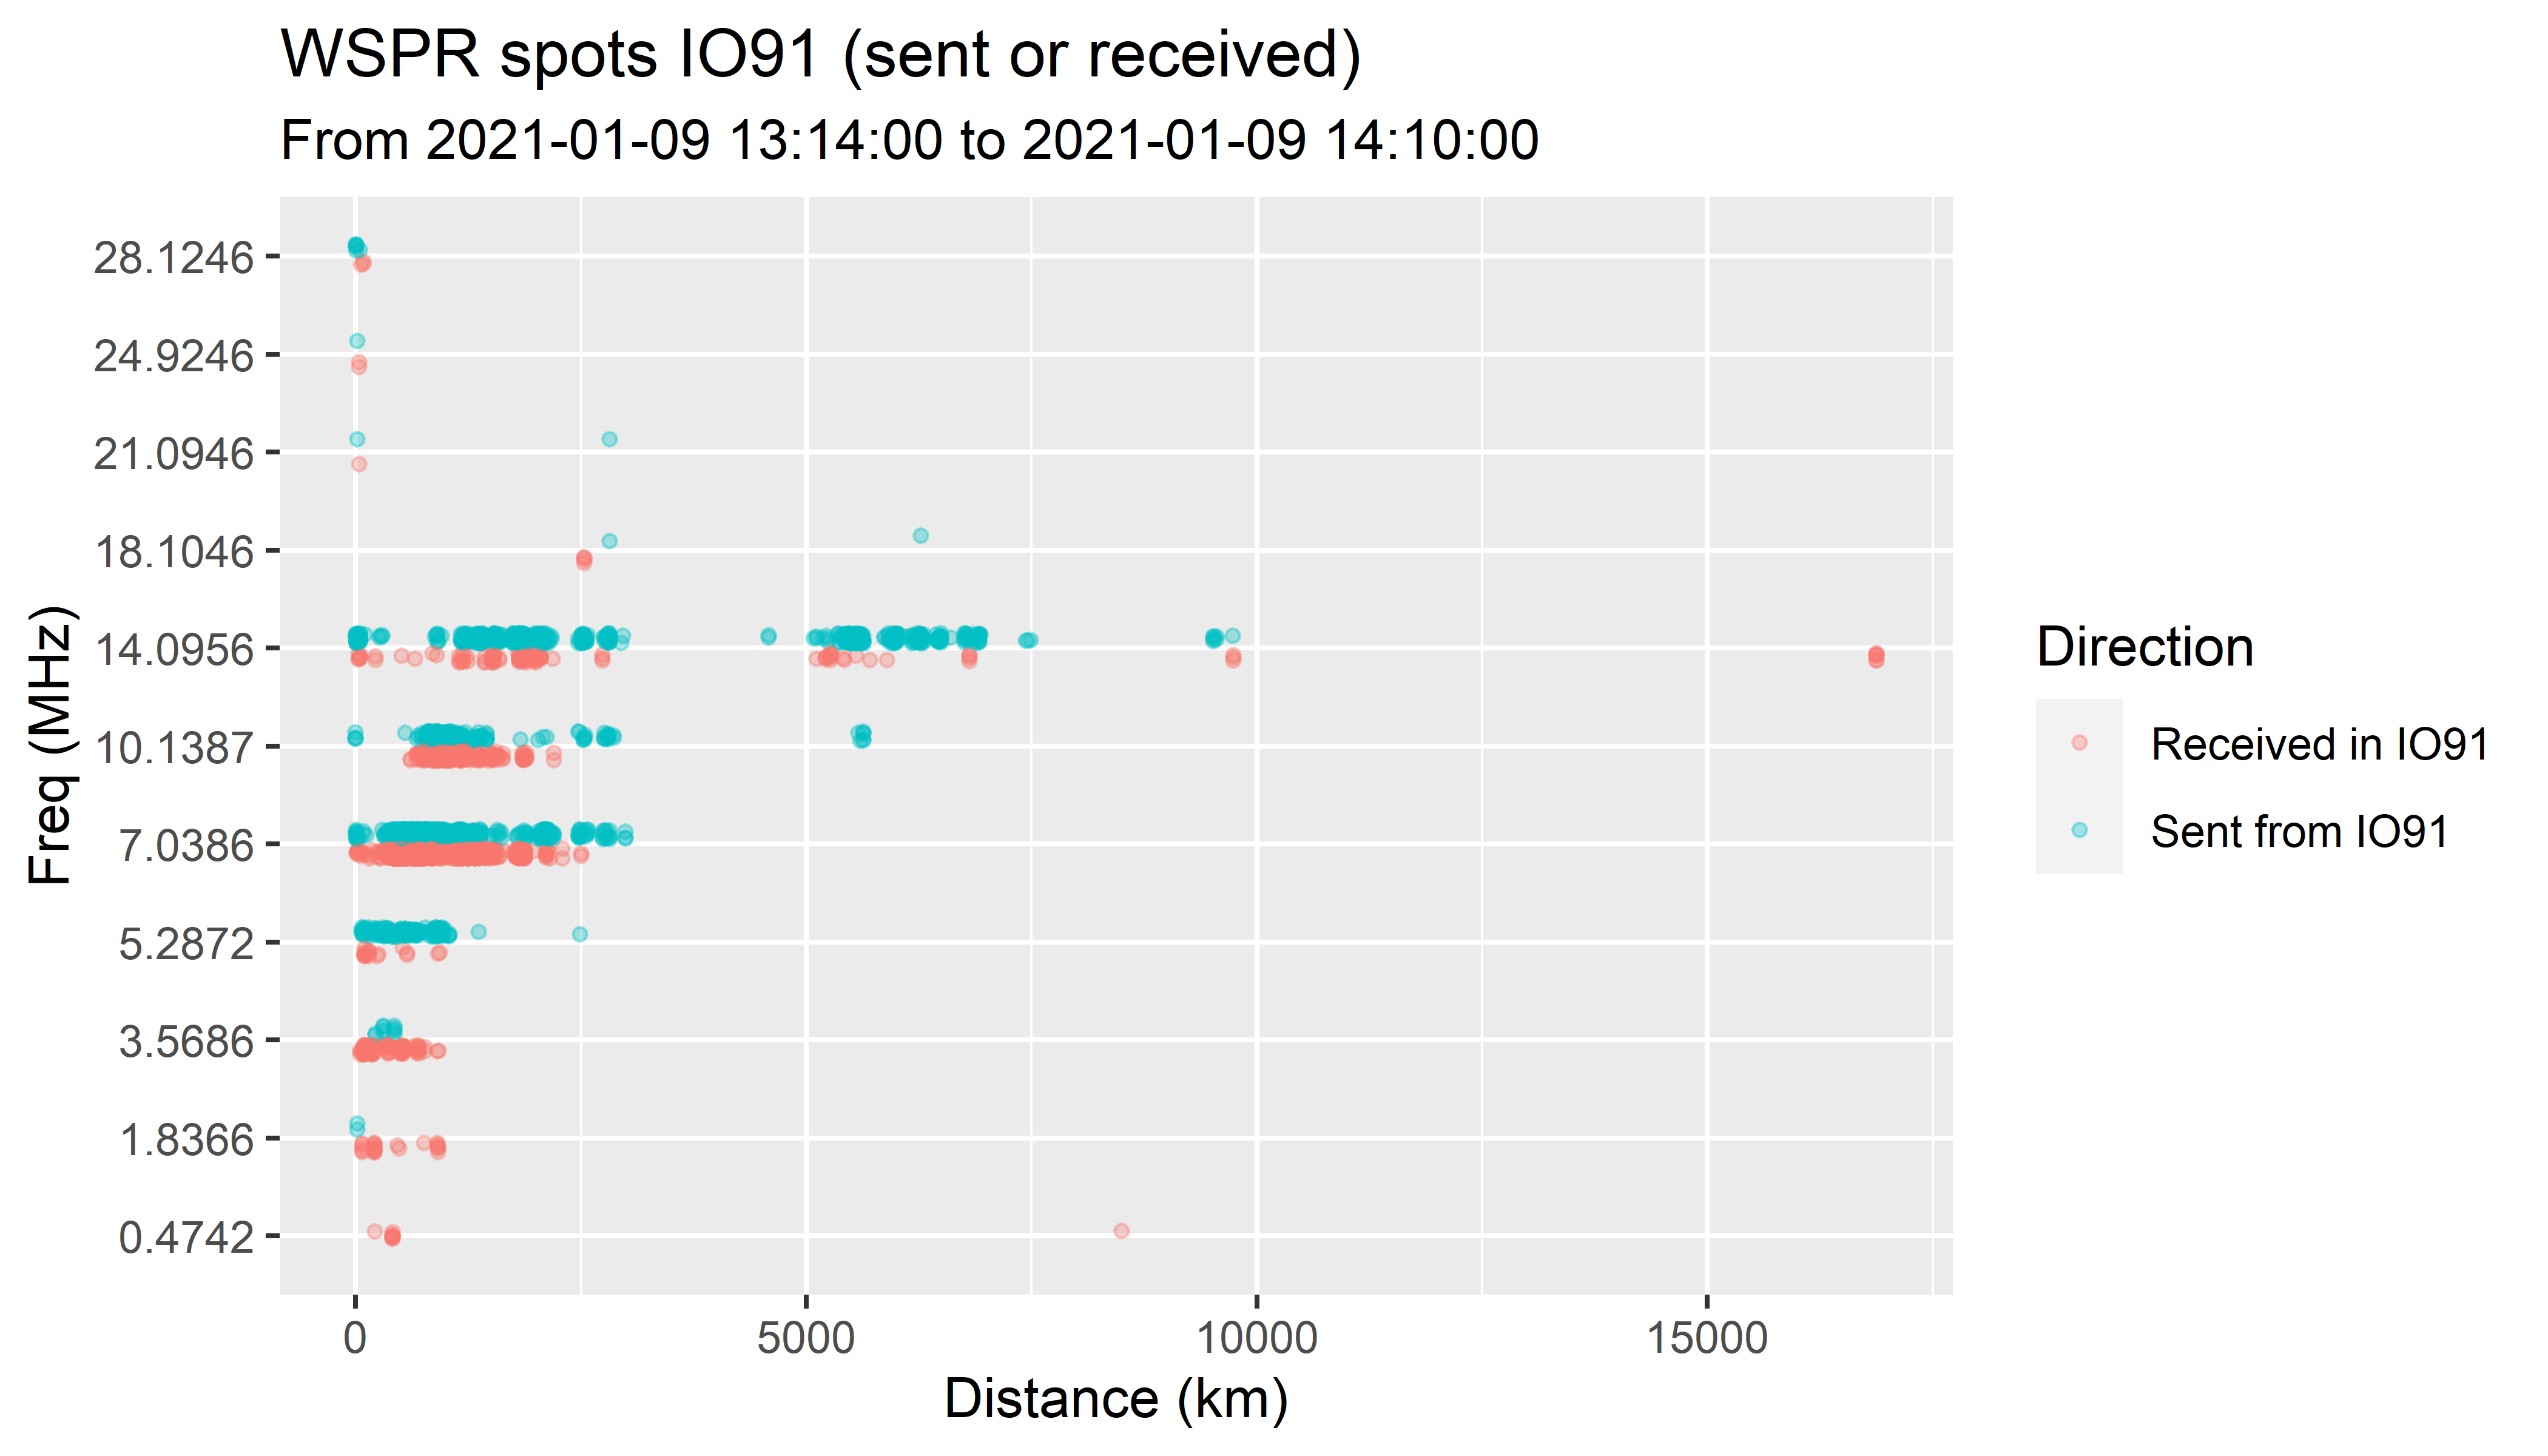 WSPR spots IO91 (sent or received)
From 2021-01-09 13:14:00 to 2021-01-09 14:10:00
28.1246
24.9246
21.0946
18.1046
14.0956
10.1387
7.0386
5.2872
3.5686
1.8366
0.4742
Freq (MHz)
0 5000 10000 15000
Distance (km)
Direction
Received in IO91
Sent from IO91